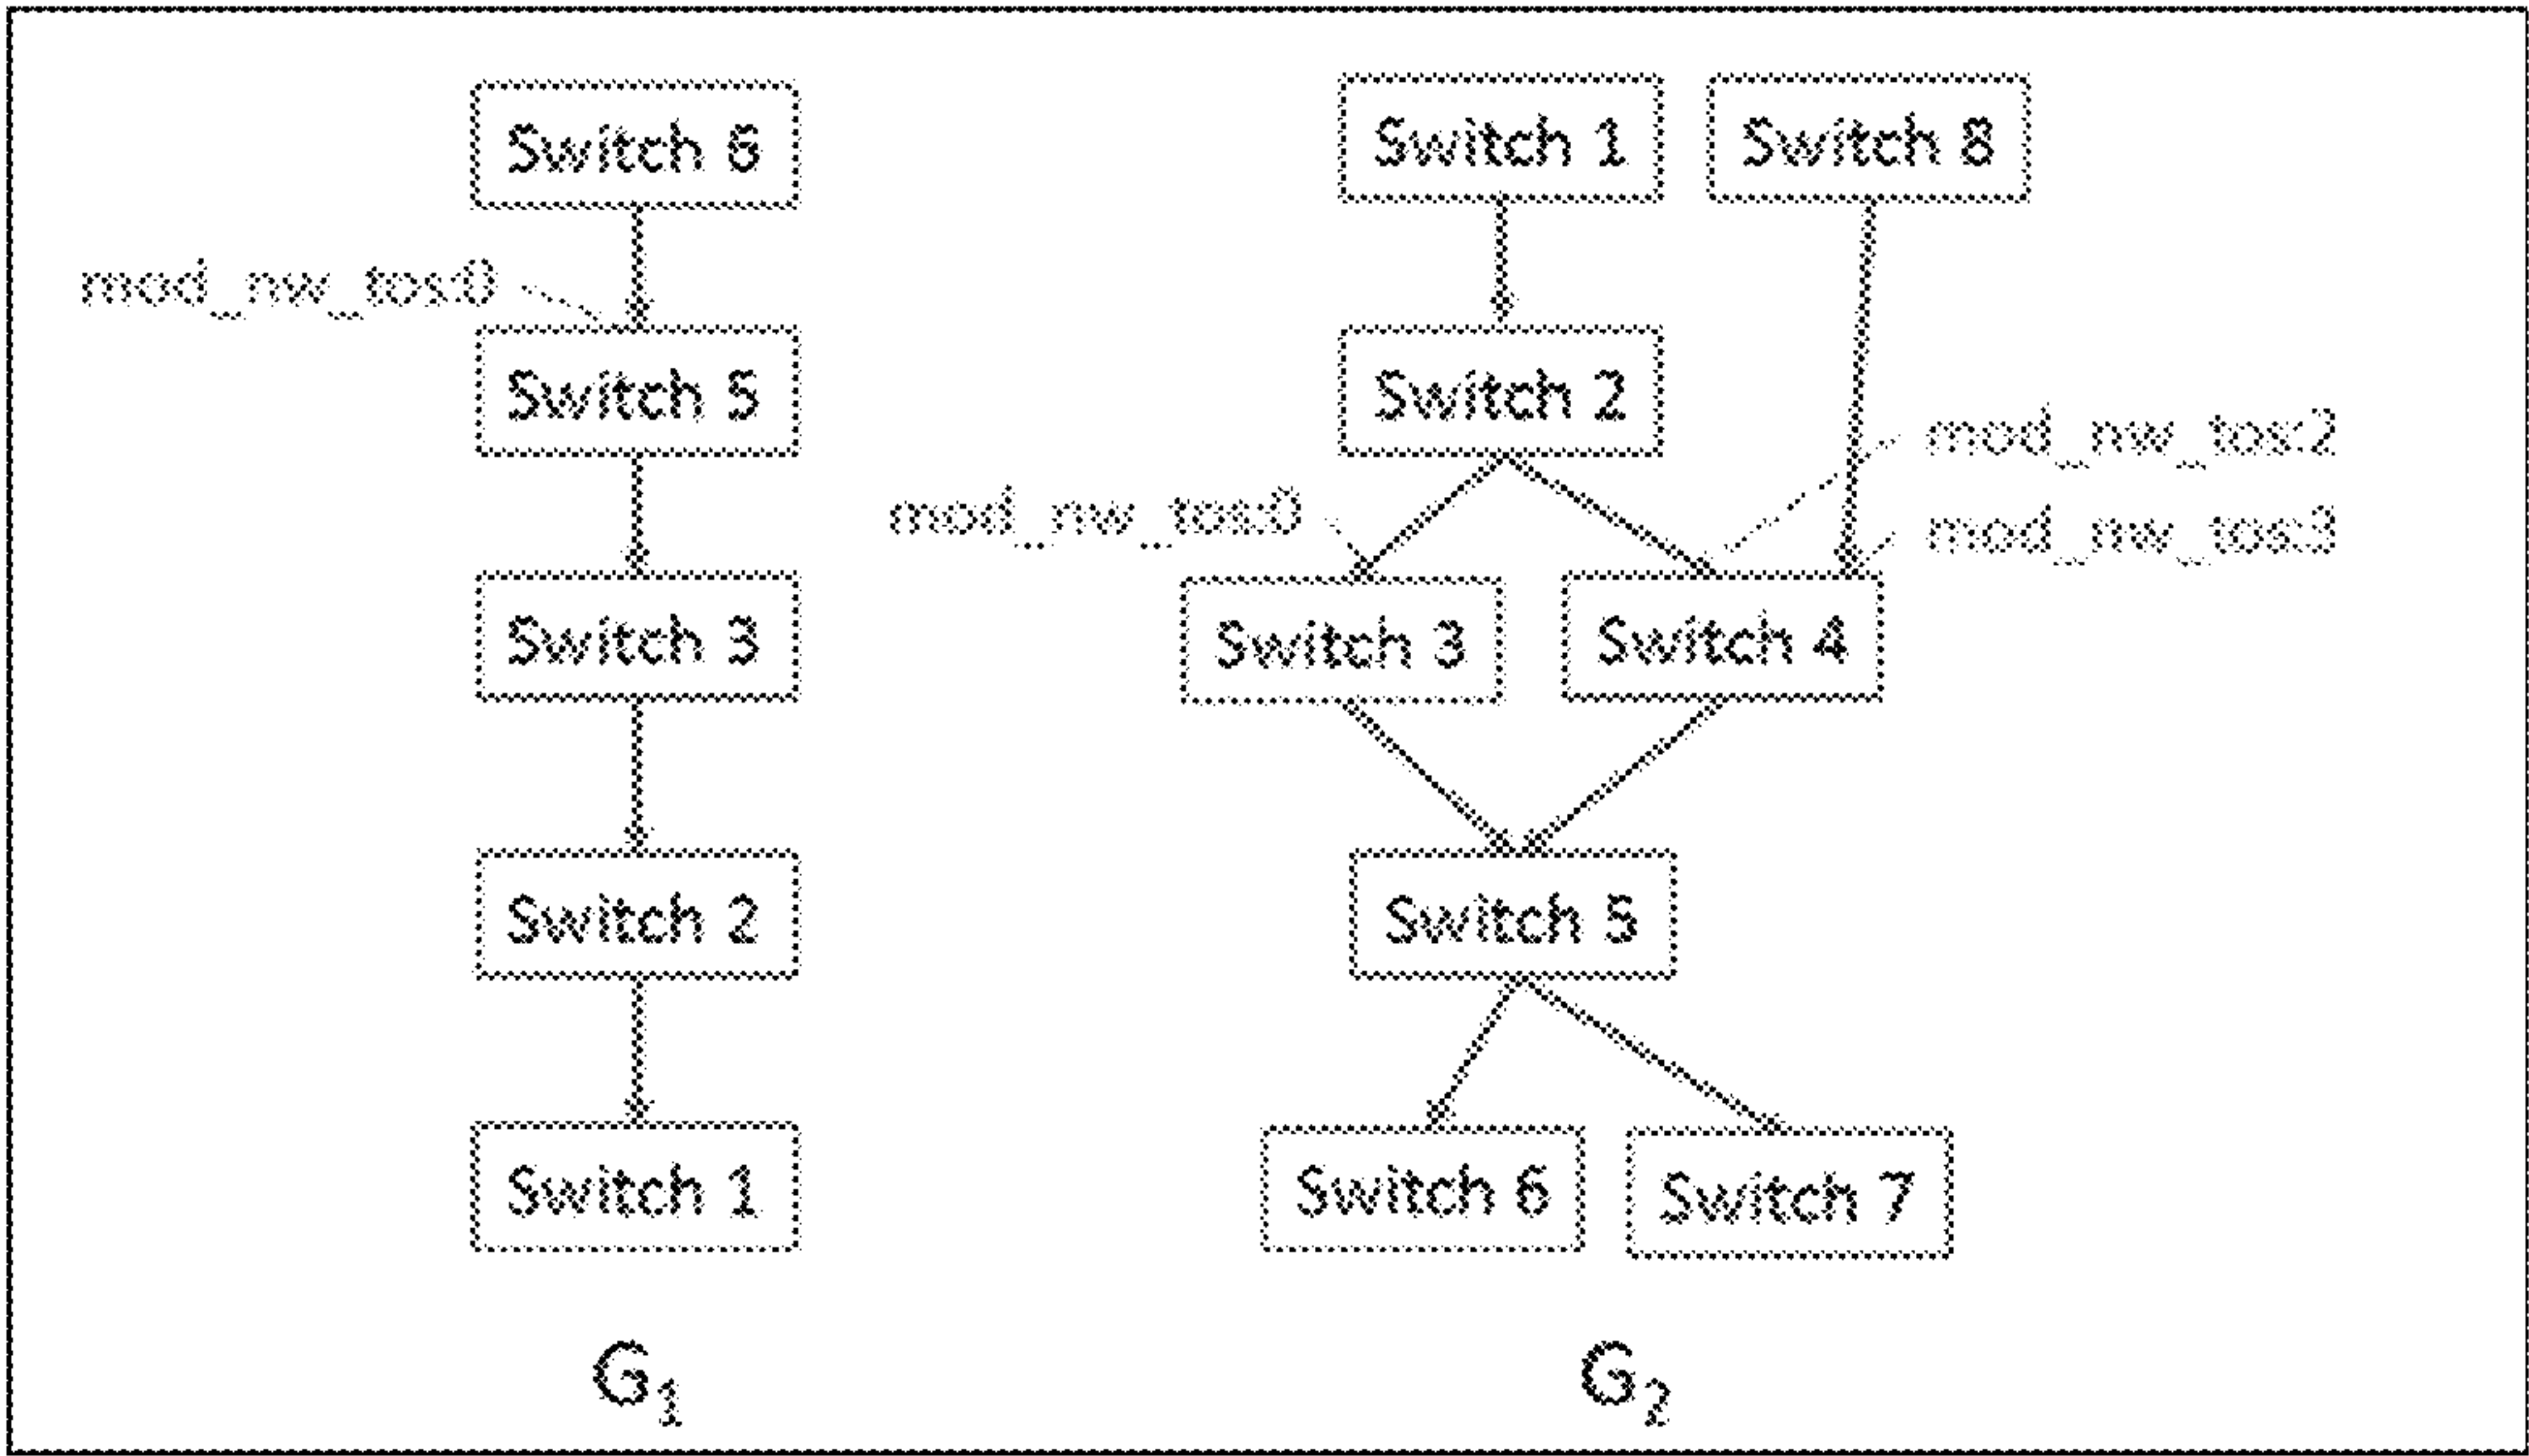 Switch 6
mod_nw_tos:0
Switch 5
Switch 3
Switch 2
Switch 1
G1
Switch 1
Switch 8
Switch 2
mod_nw_tos:2
mod_nw_tos:0
mod_nw_tos:3
Switch 3
Switch 4
Switch 5
Switch 6
Switch 7
G2